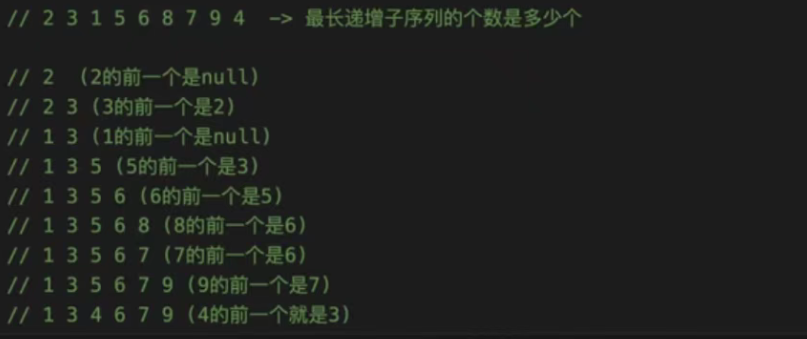 // 2 3 1 5 6 8 7 9 4 -> 最长递增子序列的个数是多少个
// 2 (2的前一个是null)
// 2 3 (3的前一个是2)
// 1 3 (1的前一个是null)
// 1 3 5 (5的前一个是3)
// 1 3 5 6 (6的前一个是5)
// 1 3 5 6 8 (8的前一个是6)
// 1 3 5 6 7 (7的前一个是6)
// 1 3 5 6 7 9 (9的前一个是7)
// 1 3 4 6 7 9 (4的前一个就是3)